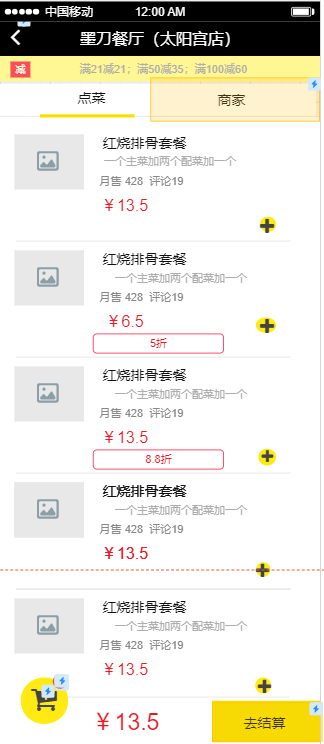 中国移动 12:00 AM
墨刀餐厅（太阳宫店）
减 满21减21；满50减35；满100减60
点菜 商家
红烧排骨套餐
一个主菜加两个配菜加一个
月售 428 评论19
￥13.5
红烧排骨套餐
一个主菜加两个配菜加一个
月售 428 评论19
￥6.5
5折
红烧排骨套餐
一个主菜加两个配菜加一个
月售 428 评论19
￥13.5
8.8折
红烧排骨套餐
一个主菜加两个配菜加一个
月售 428 评论19
￥13.5
红烧排骨套餐
一个主菜加两个配菜加一个
月售 428 评论19
￥13.5
￥13.5 去结算